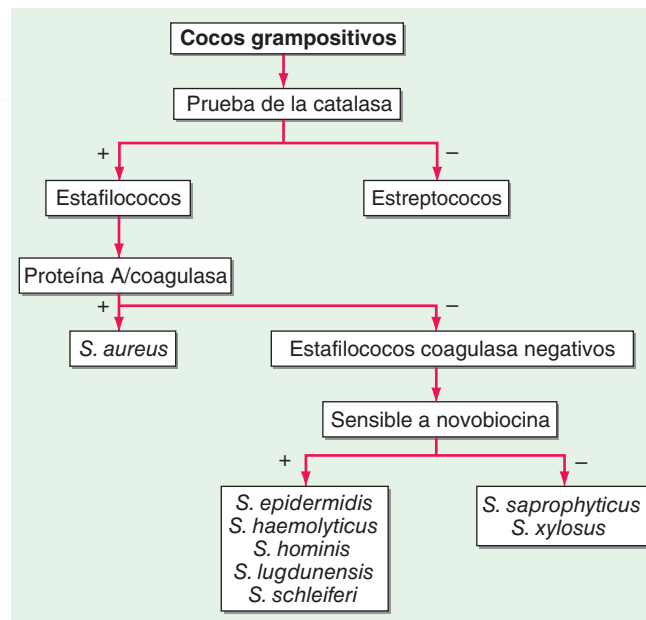 Cocos grampositivos
Prueba de la catalasa
+
–
Estafilococos
Estreptococos
Proteína A/coagulasa
+
–
S. aureus
Estafilococos coagulasa negativos
Sensible a novobiocina
+
–
S. epidermidis
S. haemolyticus
S. hominis
S. lugdunensis
S. schleiferi
S. saprophyticus
S. xylosus